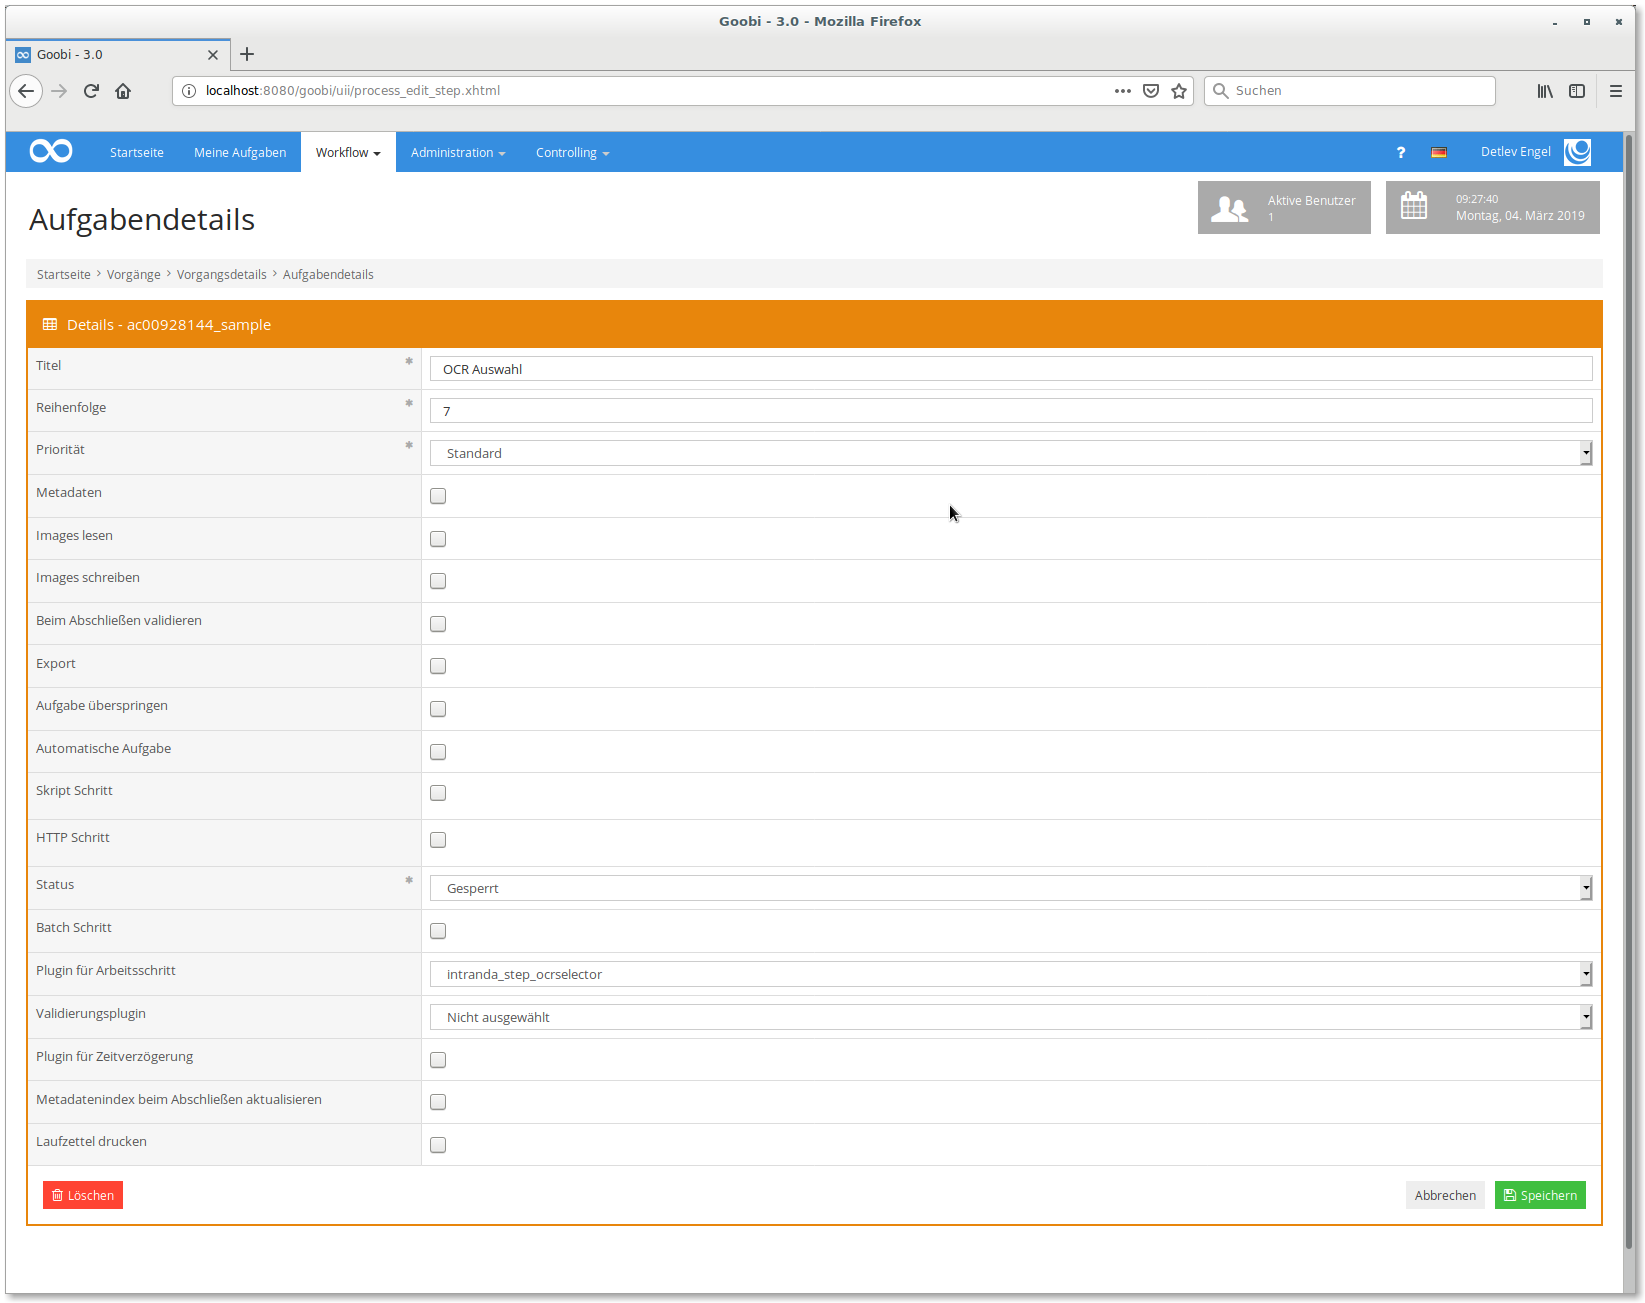 Goobi - 3.0 - Mozilla Firefox
Goobi - 3.0
localhost:8080/goobi/uii/process_edit_step.xhtml
Suchen
Startseite Meine Aufgaben Workflow Administration Controlling ? Detlev Engel
Aufgabendetails
Aktive Benutzer
1
09:27:40
Montag, 04. März 2019
Startseite › Vorgänge › Vorgangsdetails › Aufgabendetails
Details - ac00928144_sample
Titel * OCR Auswahl
Reihenfolge * 7
Priorität * Standard
Metadaten
Images lesen
Images schreiben
Beim Abschließen validieren
Export
Aufgabe überspringen
Automatische Aufgabe
Skript Schritt
HTTP Schritt
Status * Gesperrt
Batch Schritt
Plugin für Arbeitsschritt intranda_step_ocrselector
Validierungsplugin Nicht ausgewählt
Plugin für Zeitverzögerung
Metadatenindex beim Abschließen aktualisieren
Laufzettel drucken
Löschen Abbrechen Speichern